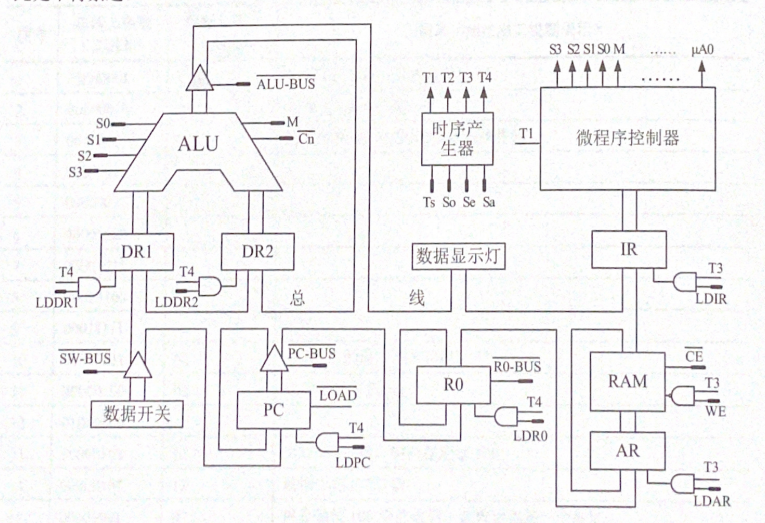 S3 S2 S1 S0 M …… μA0
……
ALU-BUS
T1 T2 T3 T4
S0
S1
S2
S3
ALU
M
Cn
时序产生器
T1
微程序控制器
Ts So Se Sa
DR1
DR2
数据显示灯
IR
T4
LDDR1
T4
LDDR2
T3
LDIR
总 线
SW-BUS
PC-BUS
R0
R0-BUS
RAM
CE
数据开关
PC
LOAD
T4
LDPC
T4
LDR0
T3
WE
AR
T3
LDAR